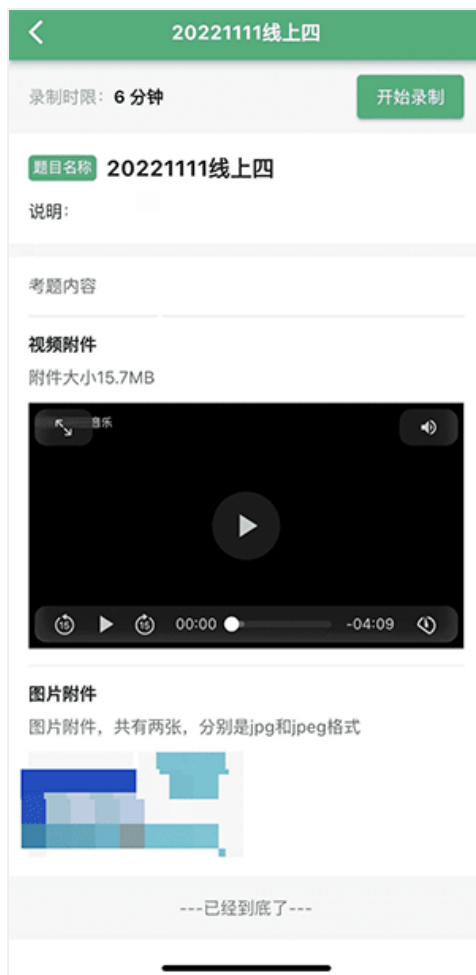 20221111线上四
录制时限：6 分钟
开始录制
题目名称 20221111线上四
说明：
考题内容
视频附件
附件大小15.7MB
音乐
15
15
00:00
-04:09
图片附件
图片附件，共有两张，分别是jpg和jpeg格式
---已经到底了---